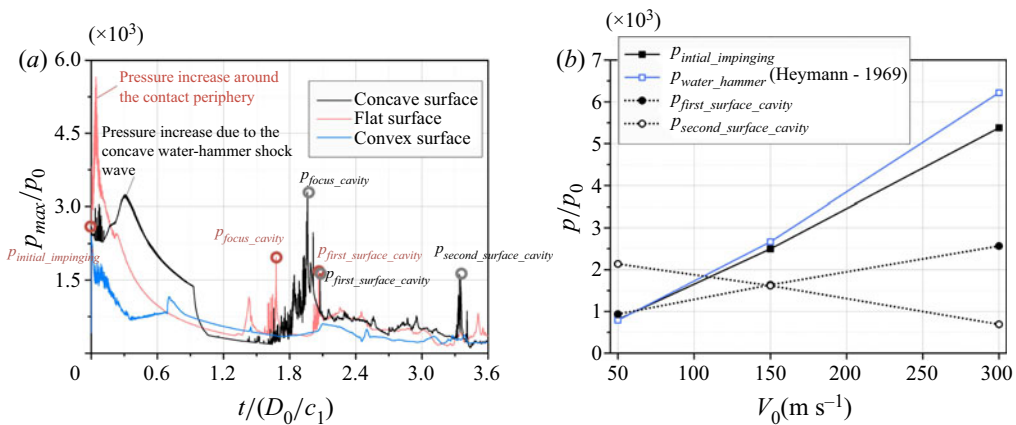 (×10³)
(a)
6.0
4.5
3.0
1.5
0
p_max/p_0
Pressure increase around
the contact periphery
Pressure increase due to the
concave water-hammer shock
wave
Concave surface
Flat surface
Convex surface
p_initial_impinging
p_focus_cavity
p_focus_cavity
p_first_surface_cavity
p_first_surface_cavity
p_second_surface_cavity
0.6 1.2 1.8 2.4 3.0 3.6
t/(D_0/c_1)
(×10³)
(b)
7
6
5
4
3
2
1
0
p/p_0
p_intial_impinging
p_water_hammer (Heymann - 1969)
p_first_surface_cavity
p_second_surface_cavity
50 100 150 200 250 300
V_0(m s⁻¹)